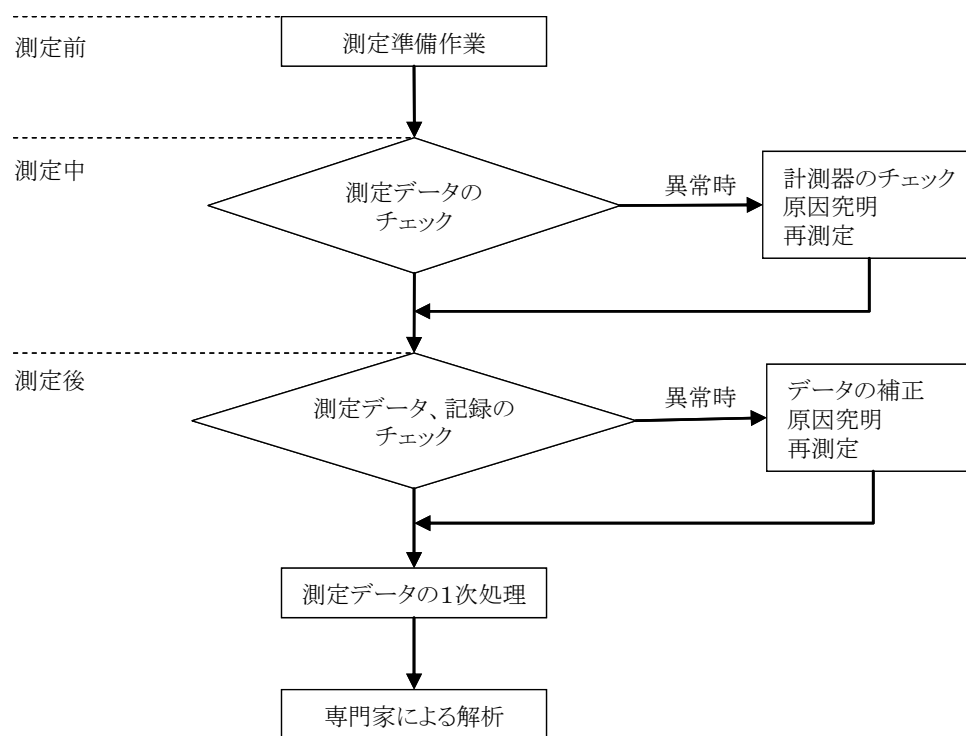 測定前
測定準備作業
測定中
測定データの
チェック
異常時
計測器のチェック
原因究明
再測定
測定後
測定データ、記録の
チェック
異常時
データの補正
原因究明
再測定
測定データの1次処理
専門家による解析